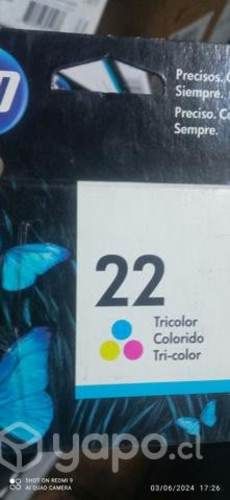 Precisos.
Siempre.
Preciso.
Sempre.
22
Tricolor
Colorido
Tri-color
SHOT ON REDMI 9
AI QUAD CAMERA
yapo.cl
03/06/2024 17:26